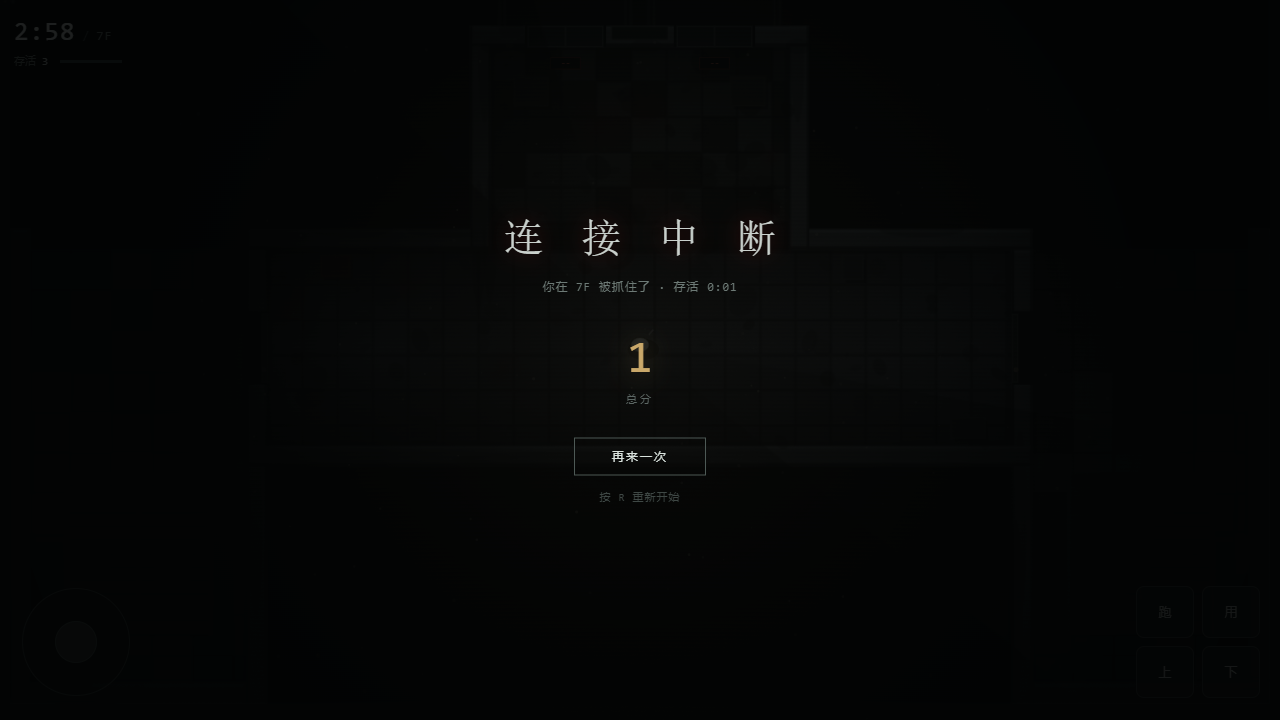 2:58 / 7F
存活 3
连接中断
你在 7F 被抓住了 · 存活 0:01
1
总分
再来一次
按 R 重新开始
跑 用
上 下